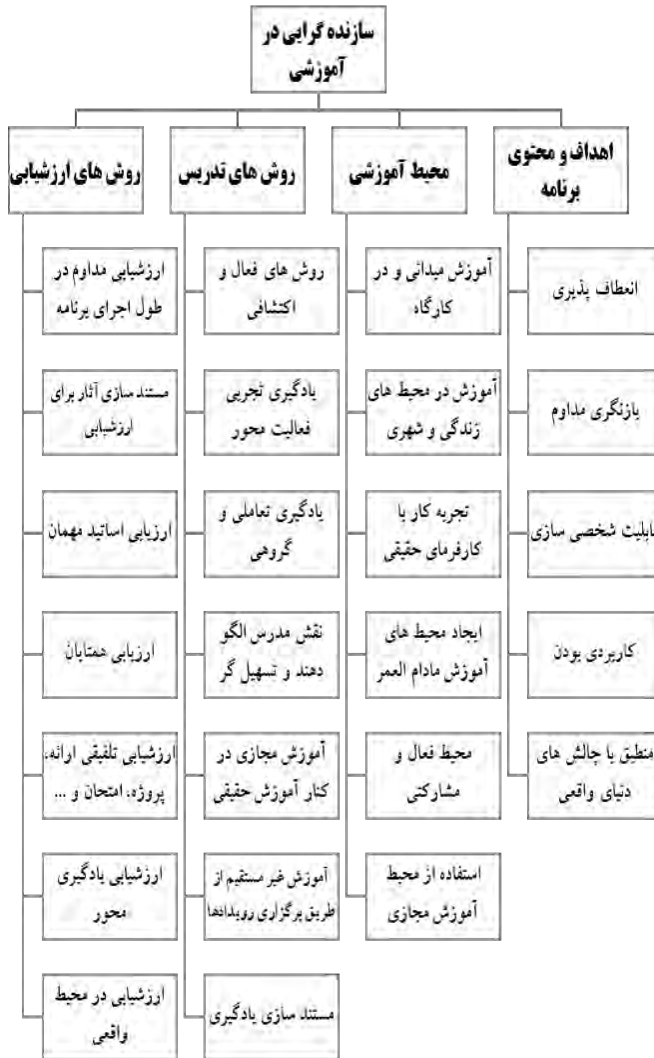 سازنده گرایی در
آموزشی
اهداف و محتوی
برنامه
انعطاف پذیری
بازنگری مداوم
قابلیت شخصی سازی
کاربردی بودن
منطبق با چالش های
دنیای واقعی
محیط آموزشی
آموزش میدانی و در
کارگاه
آموزش در محیط های
زندگی و شهری
تجربه کار با
کارفرمای حقیقی
ایجاد محیط های
آموزش مادام العمر
محیط فعال و
مشارکتی
استفاده از محیط
آموزش مجازی
روش های تدریس
روش های فعال و
اکتشافی
یادگیری تجربی
فعالیت محور
یادگیری تعاملی و
گروهی
نقش مدرس الگو
دهند و تسهیل گر
آموزش مجازی در
کنار آموزش حقیقی
آموزش غیر مستقیم از
طریق برگزاری رویدادها
مستند سازی یادگیری
روش های ارزشیابی
ارزشیابی مداوم در
طول اجرای برنامه
مستند سازی آثار برای
ارزشیابی
ارزیابی اساتید مهمان
ارزیابی همتایان
ارزشیابی تلفیقی ارائه،
پروژه، امتحان و ...
ارزشیابی یادگیری
محور
ارزشیابی در محیط
واقعی